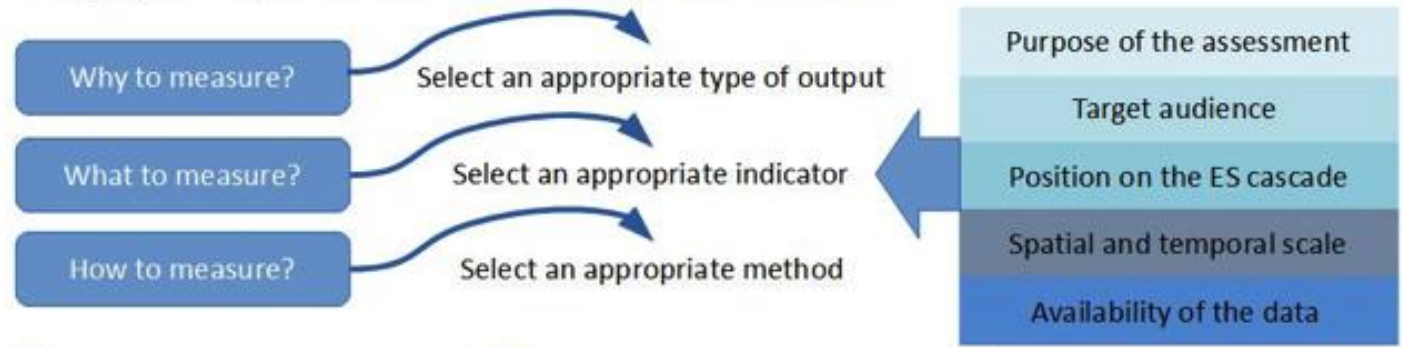 Why to measure?
Select an appropriate type of output
What to measure?
Select an appropriate indicator
How to measure?
Select an appropriate method
Purpose of the assessment
Target audience
Position on the ES cascade
Spatial and temporal scale
Availability of the data